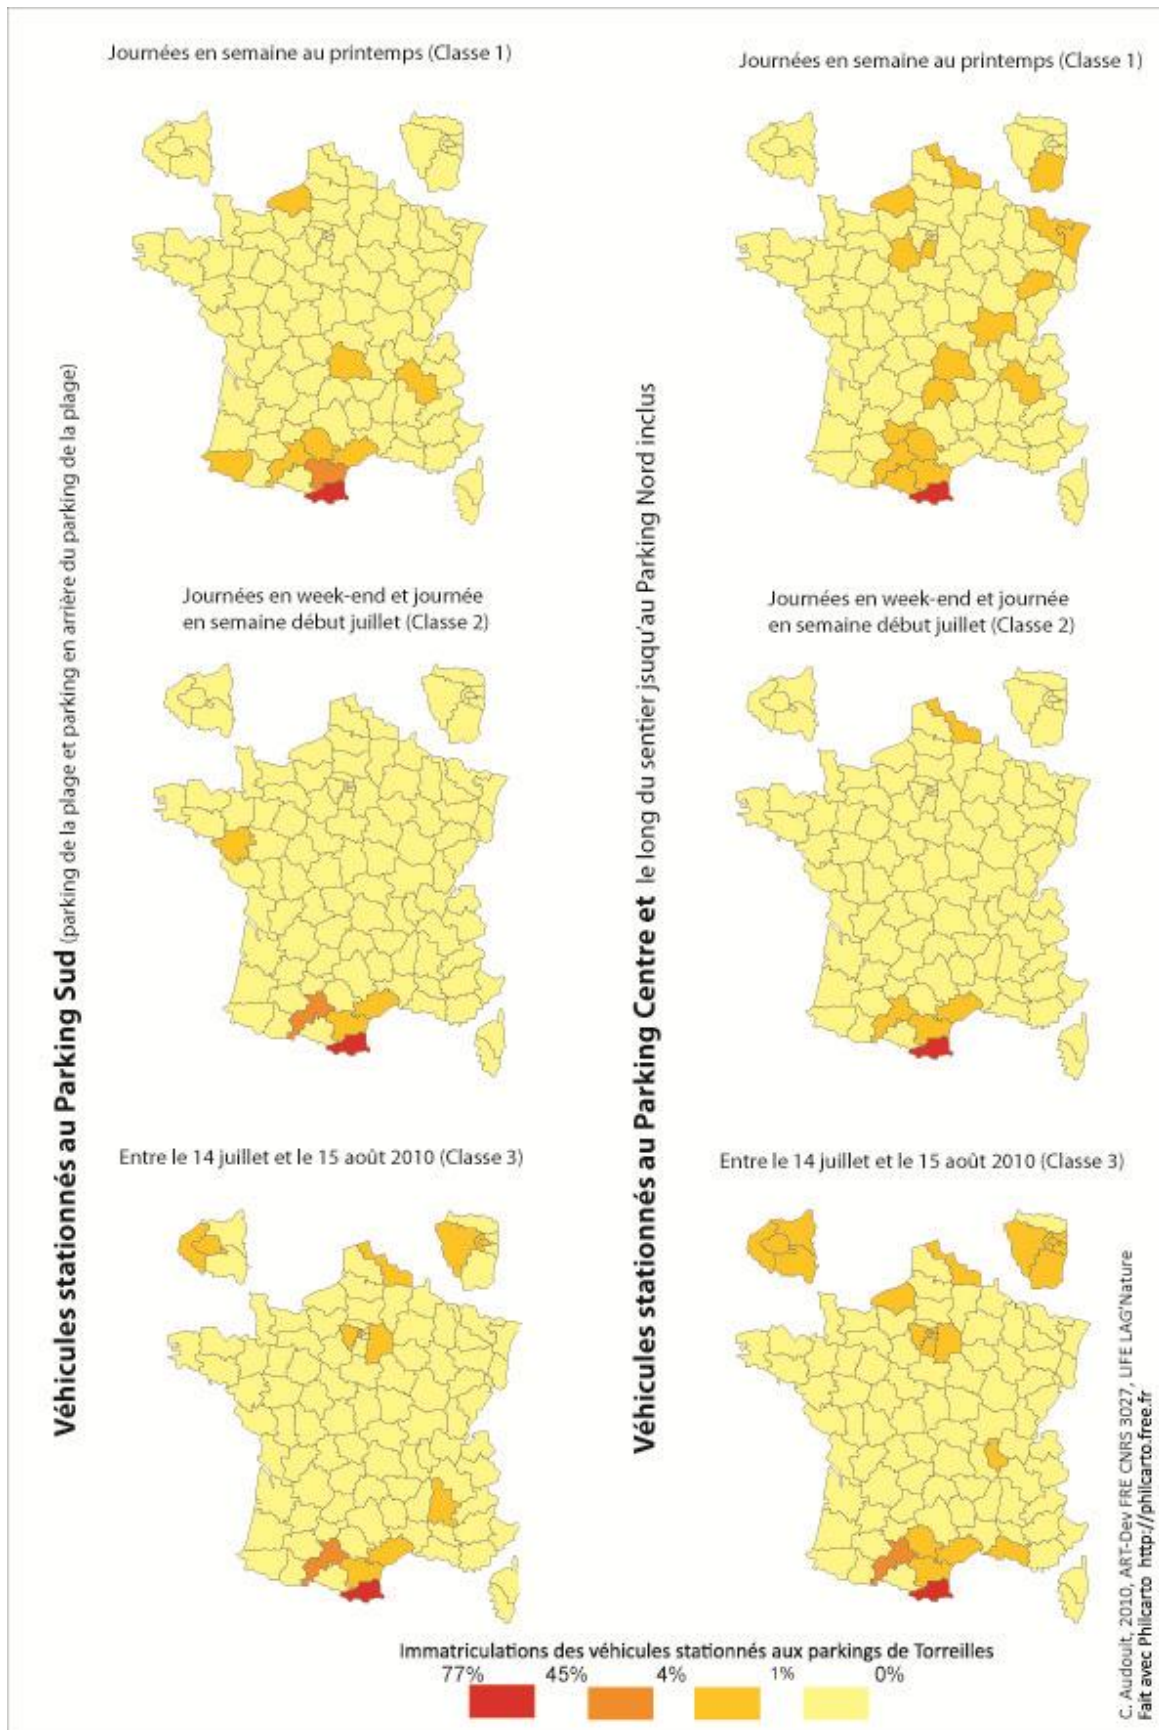 Journées en semaine au printemps (Classe 1)
Journées en semaine au printemps (Classe 1)
Véhicules stationnés au Parking Sud (parking de la plage et parking en arrière du parking de la plage)
Véhicules stationnés au Parking Centre et le long du sentier jsuqu'au Parking Nord inclus
Journées en week-end et journée
en semaine début juillet (Classe 2)
Journées en week-end et journée
en semaine début juillet (Classe 2)
Entre le 14 juillet et le 15 août 2010 (Classe 3)
Entre le 14 juillet et le 15 août 2010 (Classe 3)
Immatriculations des véhicules stationnés aux parkings de Torreilles
77% 45% 4% 1% 0%
C. Audouit, 2010, ART-Dev FRE CNRS 3027, LIFE LAG'Nature
Fait avec Philcarto http://philcarto.free.fr